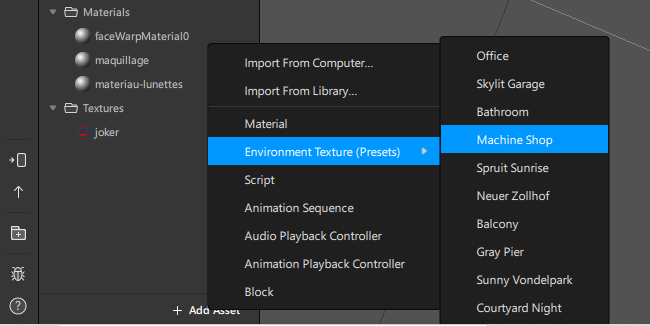 Materials
faceWarpMaterial0
maquillage
materiau-lunettes
Textures
joker
+ Add Asset
Import From Computer...
Import From Library...
Material
Environment Texture (Presets)
Script
Animation Sequence
Audio Playback Controller
Animation Playback Controller
Block
Office
Skylit Garage
Bathroom
Machine Shop
Spruit Sunrise
Neuer Zollhof
Balcony
Gray Pier
Sunny Vondelpark
Courtyard Night